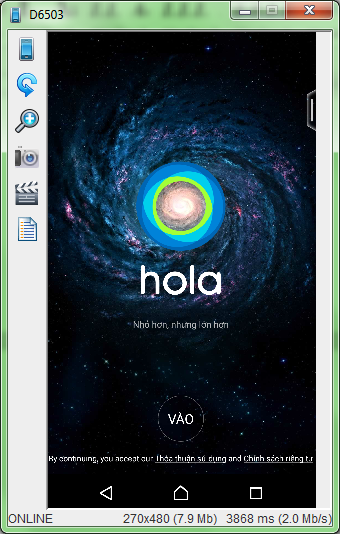 D6503
hola
Nhỏ hơn, nhưng lớn hơn
VÀO
By continuing, you accept our Thỏa thuận sử dụng and Chính sách riêng t.r
ONLINE 270x480 (7.9 Mb) 3868 ms (2.0 Mb/s)